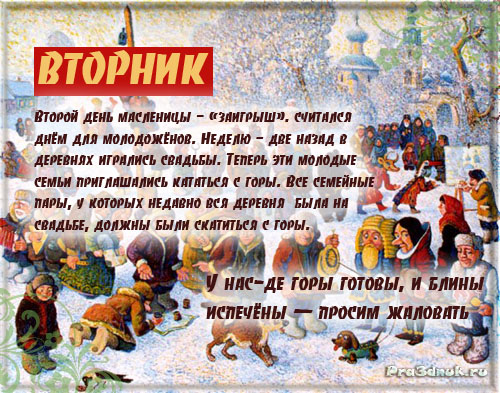 ВТОРНИК
Второй день масленицы – «заигрыш». считался
днём для молодожёнов. Неделю – две назад в
деревнях игрались свадьбы. Теперь эти молодые
семьи приглашались кататься с горы. Все семейные
пары, у которых недавно вся деревня была на
свадьбе, должны были скатиться с горы.
У нас-де горы готовы, и блины
испечёны — просим жаловать
Pra3dnuk.ru